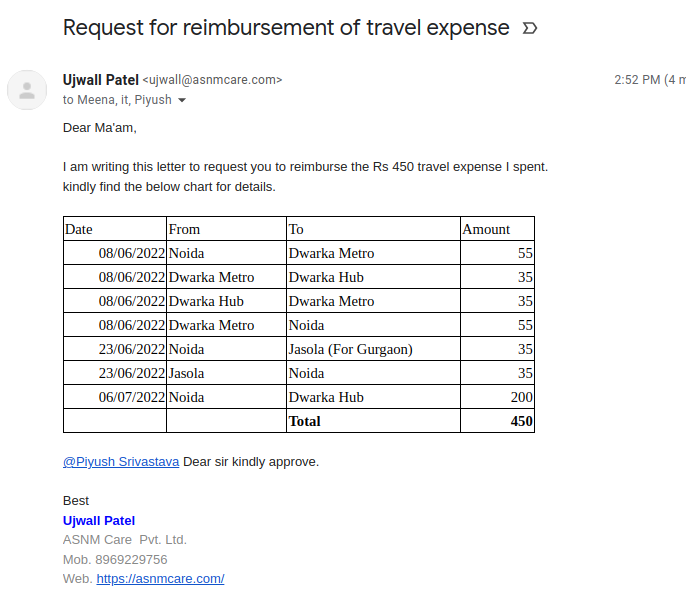 Request for reimbursement of travel expense
Ujwall Patel <ujwall@asnmcare.com> 2:52 PM (4 m
to Meena, it, Piyush
Dear Ma'am,
I am writing this letter to request you to reimburse the Rs 450 travel expense I spent.
kindly find the below chart for details.
Date From To Amount
08/06/2022 Noida Dwarka Metro 55
08/06/2022 Dwarka Metro Dwarka Hub 35
08/06/2022 Dwarka Hub Dwarka Metro 35
08/06/2022 Dwarka Metro Noida 55
23/06/2022 Noida Jasola (For Gurgaon) 35
23/06/2022 Jasola Noida 35
06/07/2022 Noida Dwarka Hub 200
Total 450
@Piyush Srivastava Dear sir kindly approve.
Best
Ujwall Patel
ASNM Care Pvt. Ltd.
Mob. 8969229756
Web. https://asnmcare.com/